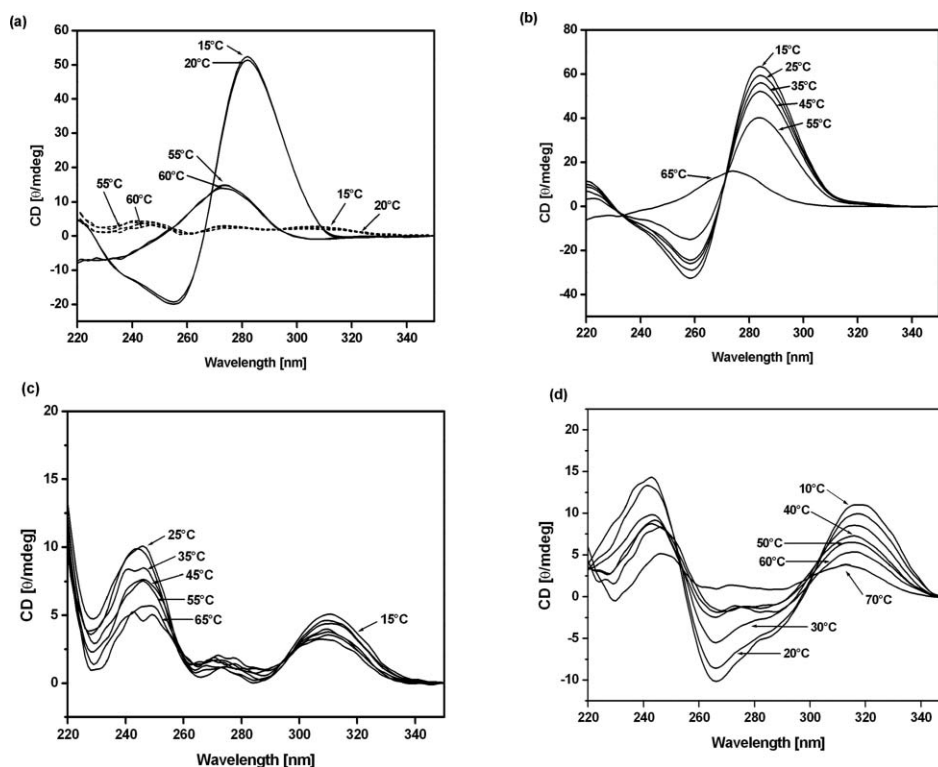 (a)
60
50
40
30
20
10
0
-10
-20
CD [θ/mdeg]
15°C
20°C
55°C
60°C
55°C
60°C
15°C
20°C
220 240 260 280 300 320 340
Wavelength [nm]
(b)
80
60
40
20
0
-20
-40
CD [θ/mdeg]
15°C
25°C
35°C
45°C
55°C
65°C
220 240 260 280 300 320 340
Wavelength [nm]
(c)
20
15
10
5
0
CD [θ/mdeg]
25°C
35°C
45°C
55°C
65°C
15°C
220 240 260 280 300 320 340
Wavelength [nm]
(d)
15
10
5
0
-5
-10
CD [θ/mdeg]
10°C
40°C
50°C
60°C
70°C
30°C
20°C
220 240 260 280 300 320 340
Wavelength [nm]